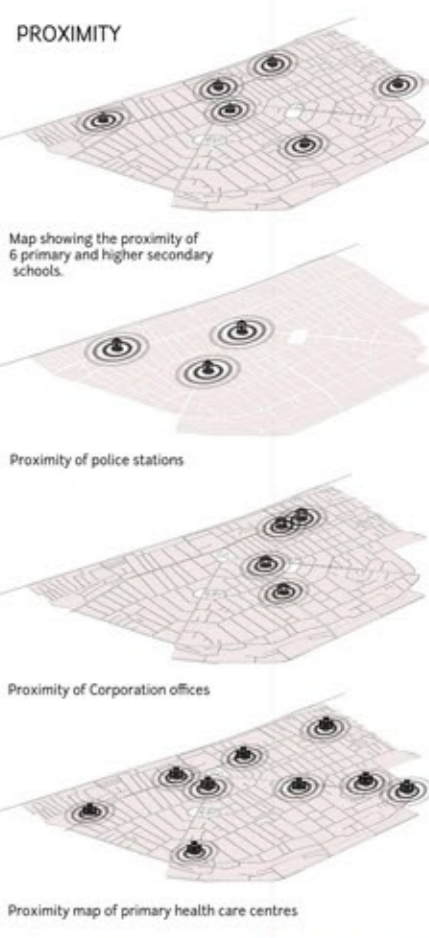 PROXIMITY
Map showing the proximity of
6 primary and higher secondary
schools.
Proximity of police stations
Proximity of Corporation offices
Proximity map of primary health care centres